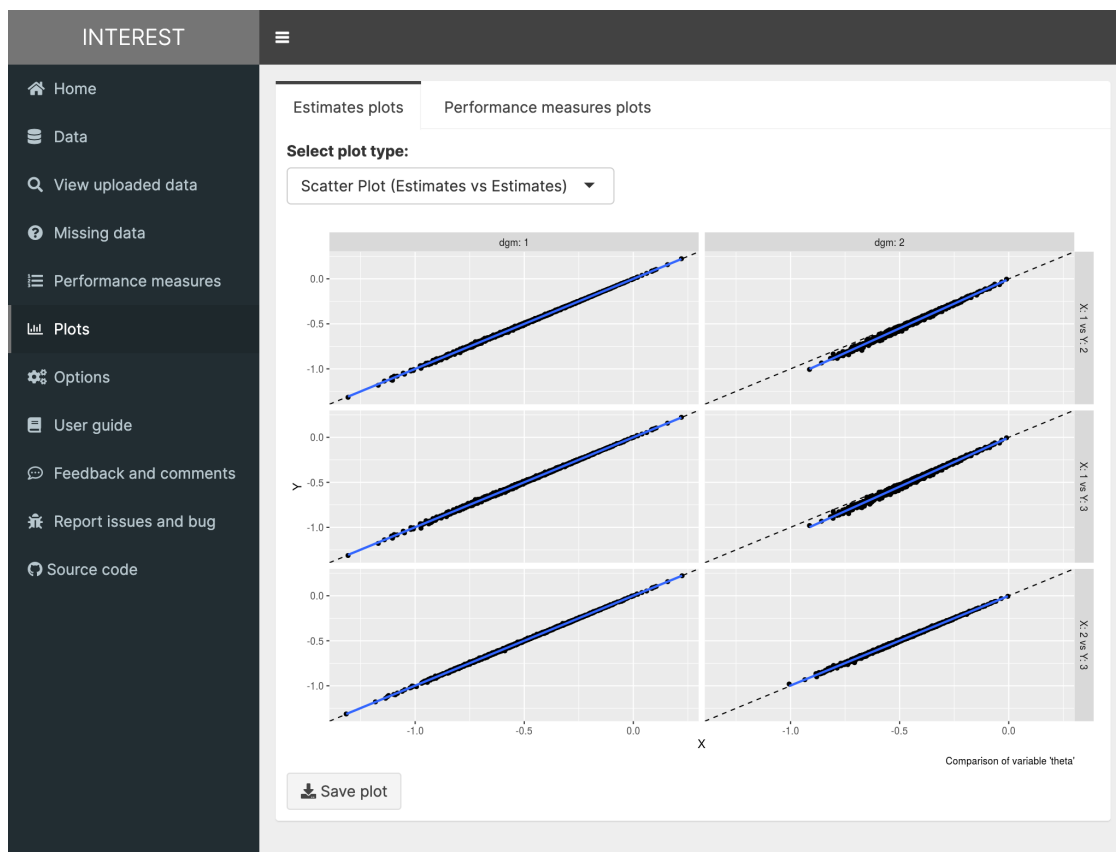 INTEREST
Home
Data
View uploaded data
Missing data
Performance measures
Plots
Options
User guide
Feedback and comments
Report issues and bug
Source code
Estimates plots Performance measures plots
Select plot type:
Scatter Plot (Estimates vs Estimates)
dgm: 1 dgm: 2
0.0
-0.5
-1.0
X: 1 vs Y: 2
0.0
-0.5
-1.0
X: 1 vs Y: 3
Y
0.0
-0.5
-1.0
X: 2 vs Y: 3
-1.0 -0.5 0.0 -1.0 -0.5 0.0
X
Comparison of variable 'theta'
Save plot